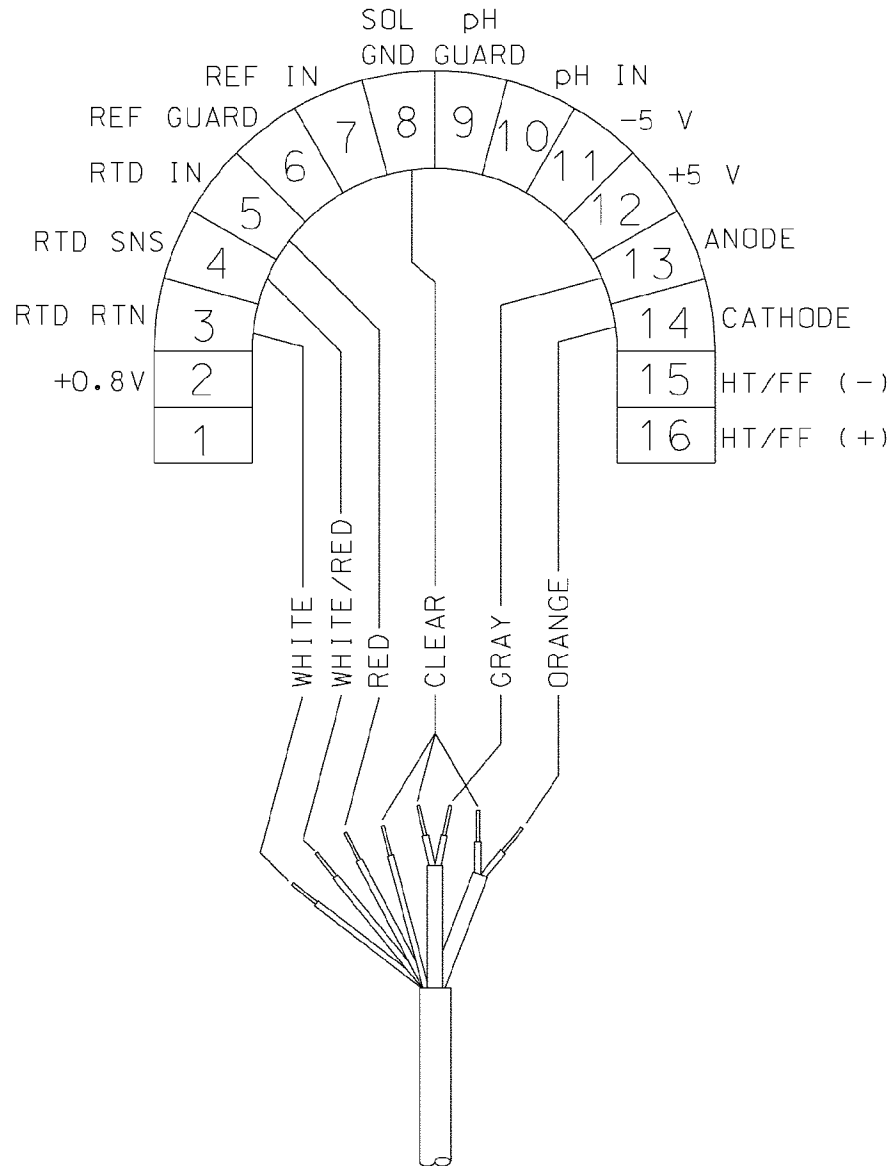 SOL pH
GND GUARD
REF IN
pH IN
REF GUARD
-5 V
RTD IN
+5 V
RTD SNS
ANODE
RTD RTN
CATHODE
+0.8V
HT/FF (-)
HT/FF (+)
1
2
3
4
5
6
7
8
9
10
11
12
13
14
15
16
WHITE
WHITE/RED
RED
CLEAR
GRAY
ORANGE